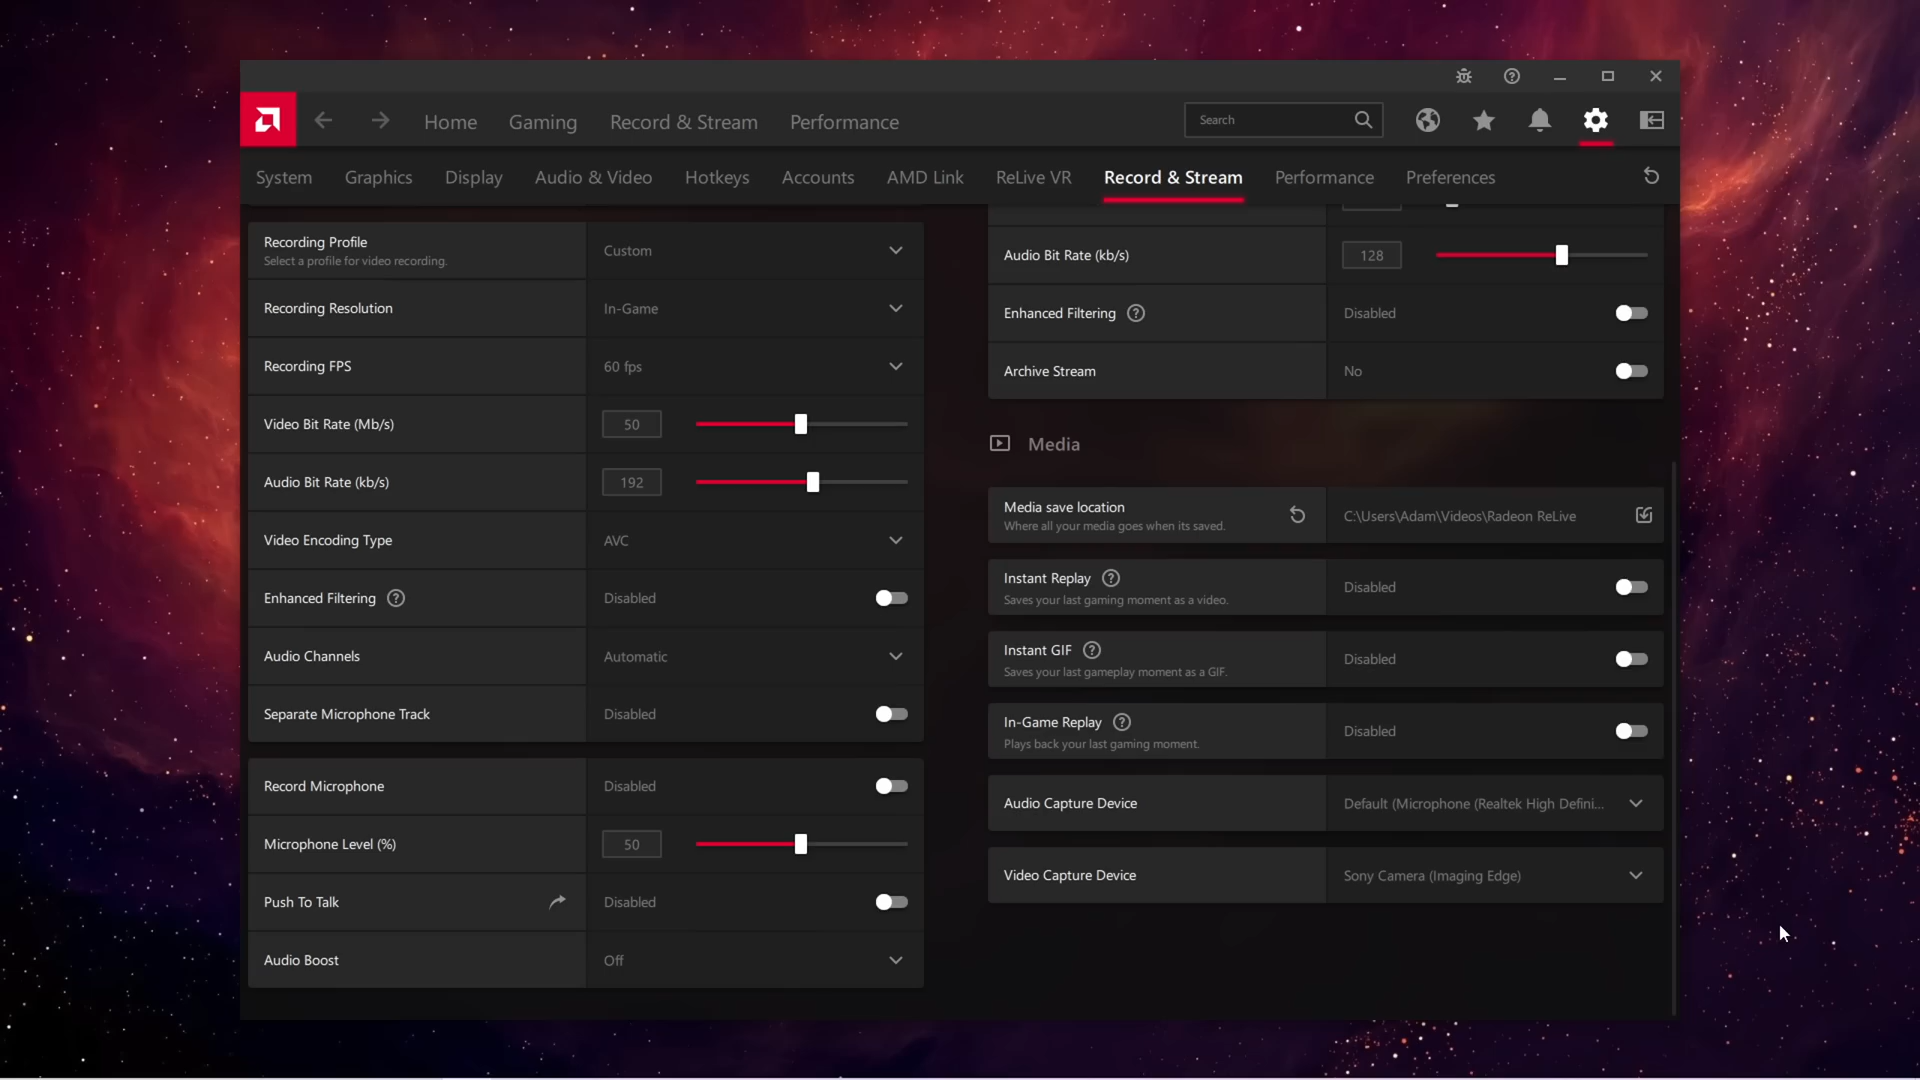 Home
Gaming
Record & Stream
Performance
Search
System
Graphics
Display
Audio & Video
Hotkeys
Accounts
AMD Link
ReLive VR
Record & Stream
Performance
Preferences
Recording Profile
Select a profile for video recording.
Custom
Recording Resolution
In-Game
Recording FPS
60 fps
Video Bit Rate (Mb/s)
50
Audio Bit Rate (kb/s)
192
Video Encoding Type
AVC
Enhanced Filtering
Disabled
Audio Channels
Automatic
Separate Microphone Track
Disabled
Record Microphone
Disabled
Microphone Level (%)
50
Push To Talk
Disabled
Audio Boost
Off
Audio Bit Rate (kb/s)
128
Enhanced Filtering
Disabled
Archive Stream
No
Media
Media save location
Where all your media goes when its saved.
C:\Users\Adam\Videos\Radeon ReLive
Instant Replay
Saves your last gaming moment as a video.
Disabled
Instant GIF
Saves your last gameplay moment as a GIF.
Disabled
In-Game Replay
Plays back your last gaming moment.
Disabled
Audio Capture Device
Default (Microphone (Realtek High Defini...
Video Capture Device
Sony Camera (Imaging Edge)